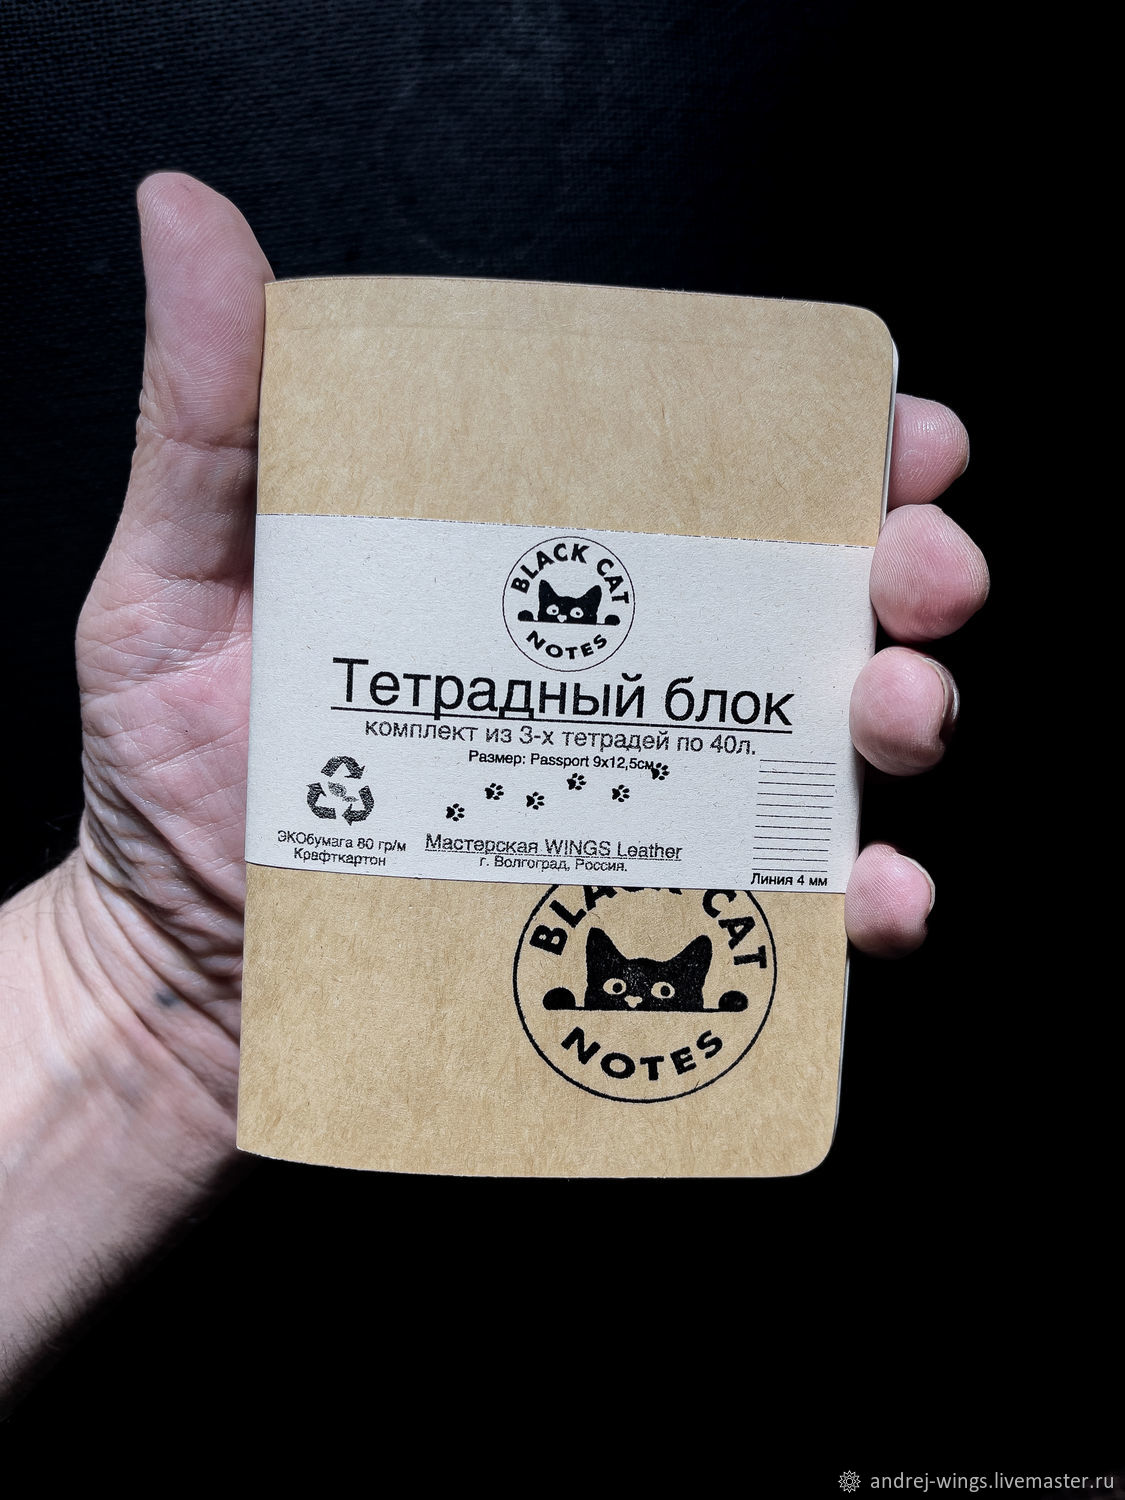 BLACK CAT
NOTES
Тетрадный блок
комплект из 3-х тетрадей по 40л.
Размер: Passport 9х12,5см
ЭКОбумага 80 гр/м
Крафткартон
Мастерская WINGS Leather
г. Волгоград, Россия.
Линия 4 мм
BLACK CAT
NOTES
andrej-wings.livemaster.ru